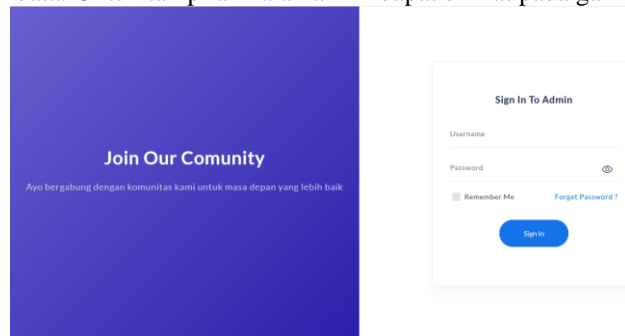 Join Our Comunity
Ayo bergabung dengan komunitas kami untuk masa depan yang lebih baik
Sign In To Admin
Username
Password
Remember Me
Forget Password ?
Sign In